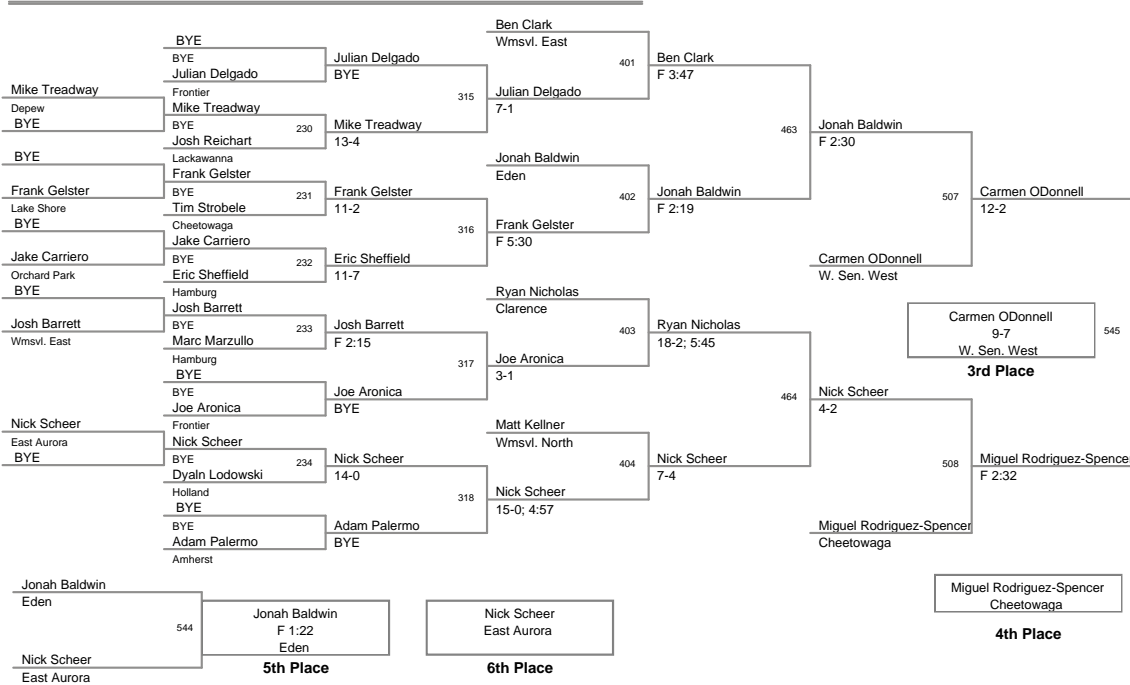 Mike Treadway
Depew
BYE
BYE
Frank Gelster
Lake Shore
BYE
Jake Carriero
Orchard Park
BYE
Josh Barrett
Wmsvl. East
Nick Scheer
East Aurora
BYE
BYE
BYE
Julian Delgado
Frontier
Mike Treadway
BYE
230
Josh Reichart
Lackawanna
Frank Gelster
BYE
231
Tim Strobele
Cheetowaga
Jake Carriero
BYE
232
Eric Sheffield
Hamburg
Josh Barrett
BYE
233
Marc Marzullo
Hamburg
BYE
BYE
Joe Aronica
Frontier
Nick Scheer
BYE
234
Dyaln Lodowski
Holland
BYE
BYE
Adam Palermo
Amherst
Julian Delgado
BYE
315
Mike Treadway
13-4
Frank Gelster
11-2
316
Eric Sheffield
11-7
Josh Barrett
F 2:15
317
Joe Aronica
BYE
Nick Scheer
14-0
318
Adam Palermo
BYE
Ben Clark
Wmsvl. East
401
Julian Delgado
7-1
Jonah Baldwin
Eden
402
Frank Gelster
F 5:30
Ryan Nicholas
Clarence
403
Joe Aronica
3-1
Matt Kellner
Wmsvl. North
404
Nick Scheer
15-0; 4:57
Ben Clark
F 3:47
463
Jonah Baldwin
F 2:19
Ryan Nicholas
18-2; 5:45
464
Nick Scheer
7-4
Jonah Baldwin
F 2:30
507
Carmen ODonnell
W. Sen. West
Nick Scheer
4-2
508
Miguel Rodriguez-Spencer
Cheetowaga
Carmen ODonnell
12-2
Carmen ODonnell
9-7
W. Sen. West
545
3rd Place
Miguel Rodriguez-Spencer
F 2:32
Miguel Rodriguez-Spencer
Cheetowaga
4th Place
Jonah Baldwin
Eden
544
Nick Scheer
East Aurora
Jonah Baldwin
F 1:22
Eden
5th Place
Nick Scheer
East Aurora
6th Place